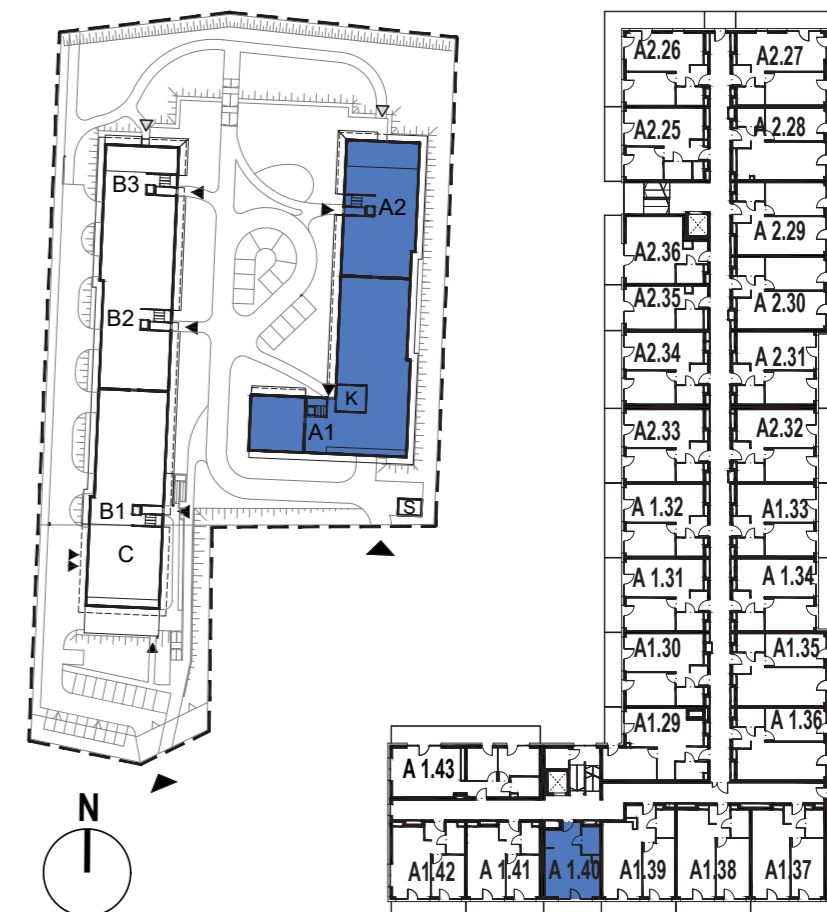 B3
A2
B2
K
A1
B1
S
C
N
A2.26
A2.27
A2.25
A 2.28
A 2.29
A2.36
A2.35
A 2.30
A2.34
A 2.31
A2.33
A2.32
A 1.32
A1.33
A 1.31
A 1.34
A1.30
A1.35
A1.29
A 1.36
A 1.43
A1.42
A 1.41
A 1.40
A1.39
A1.38
A1.37